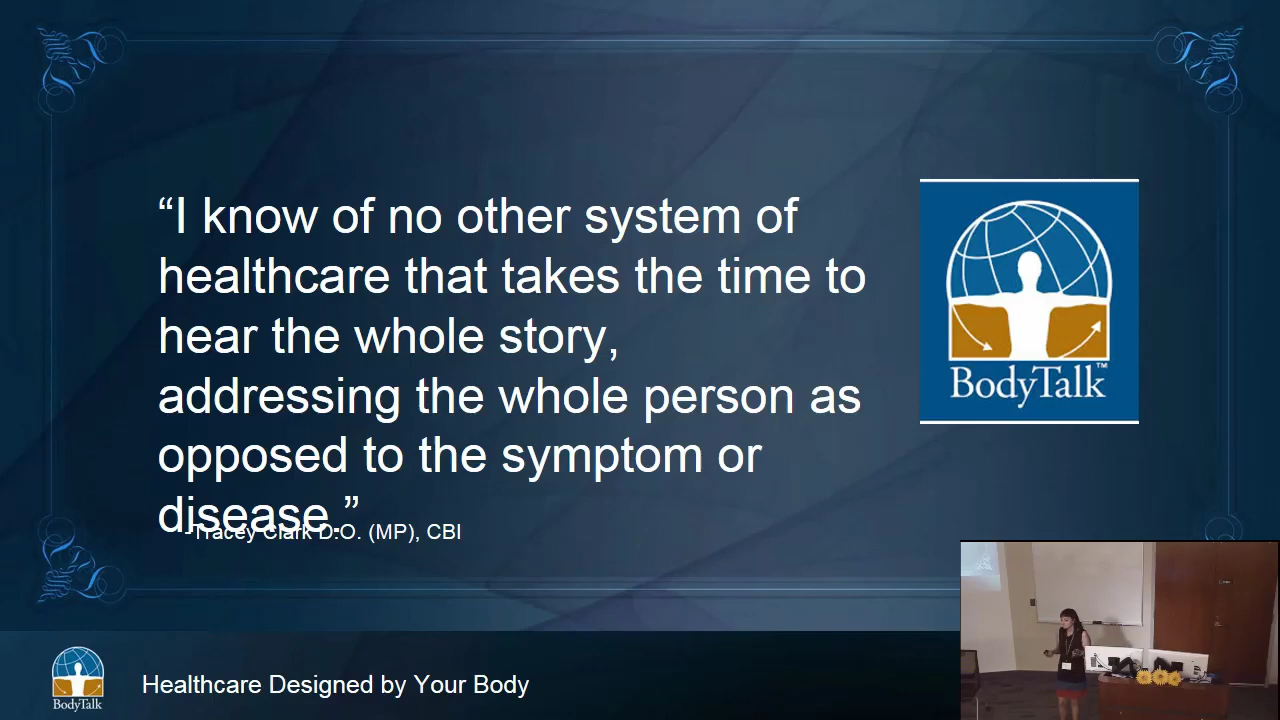 “I know of no other system of
healthcare that takes the time to
hear the whole story,
addressing the whole person as
opposed to the symptom or
disease.”
-Tracey Clark D.O. (MP), CBI
BodyTalk™
BodyTalk
Healthcare Designed by Your Body